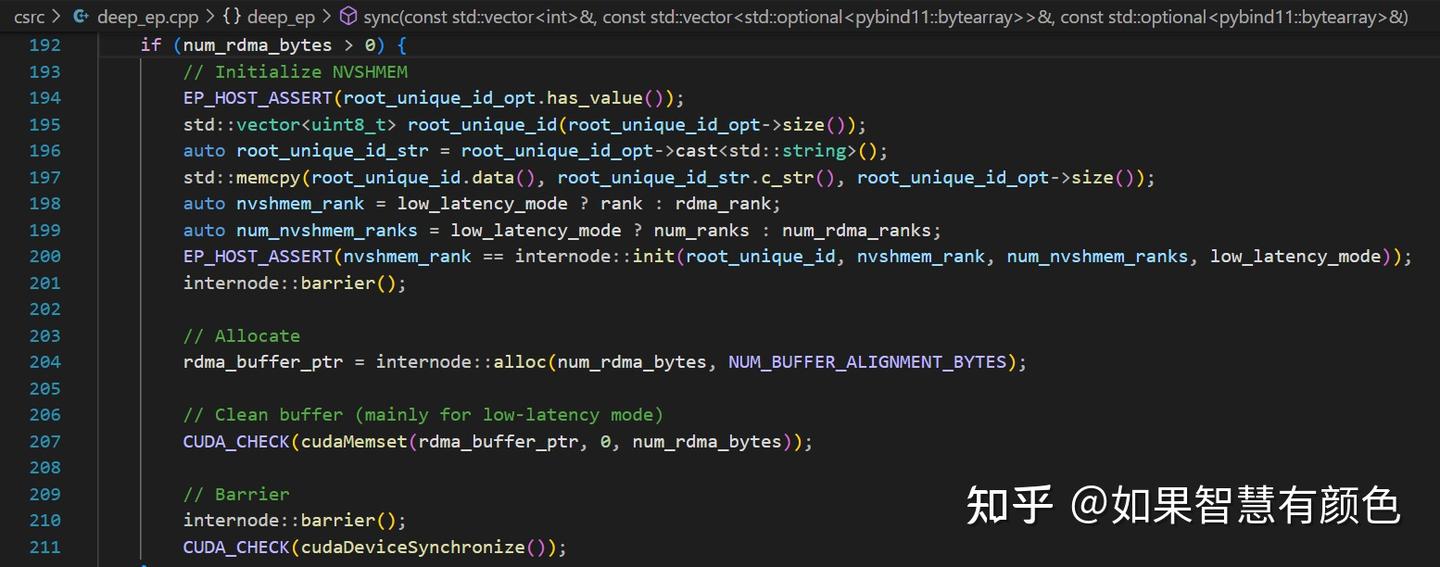 csrc > deep_ep.cpp > {} deep_ep > sync(const std::vector<int>&, const std::vector<std::optional<pybind11::bytearray>>&, const std::optional<pybind11::bytearray>&)
192 if (num_rdma_bytes > 0) {
193 // Initialize NVSHMEM
194 EP_HOST_ASSERT(root_unique_id_opt.has_value());
195 std::vector<uint8_t> root_unique_id(root_unique_id_opt->size());
196 auto root_unique_id_str = root_unique_id_opt->cast<std::string>();
197 std::memcpy(root_unique_id.data(), root_unique_id_str.c_str(), root_unique_id_opt->size());
198 auto nvshmem_rank = low_latency_mode ? rank : rdma_rank;
199 auto num_nvshmem_ranks = low_latency_mode ? num_ranks : num_rdma_ranks;
200 EP_HOST_ASSERT(nvshmem_rank == internode::init(root_unique_id, nvshmem_rank, num_nvshmem_ranks, low_latency_mode));
201 internode::barrier();
202
203 // Allocate
204 rdma_buffer_ptr = internode::alloc(num_rdma_bytes, NUM_BUFFER_ALIGNMENT_BYTES);
205
206 // Clean buffer (mainly for low-latency mode)
207 CUDA_CHECK(cudaMemset(rdma_buffer_ptr, 0, num_rdma_bytes));
208
209 // Barrier
210 internode::barrier();
211 CUDA_CHECK(cudaDeviceSynchronize());
知乎 @如果智慧有颜色